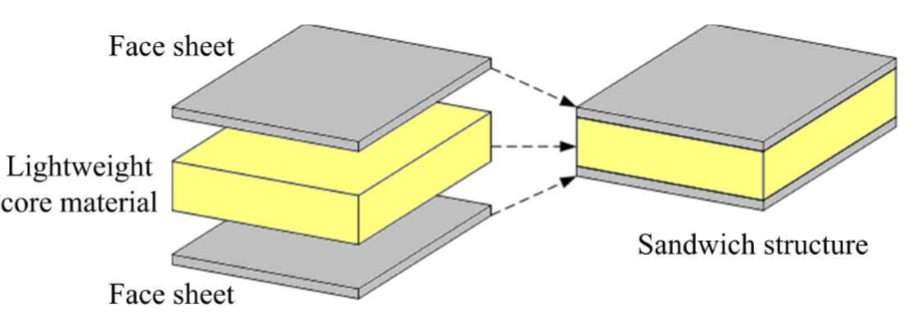 Face sheet
Lightweight
core material
Face sheet
Sandwich structure